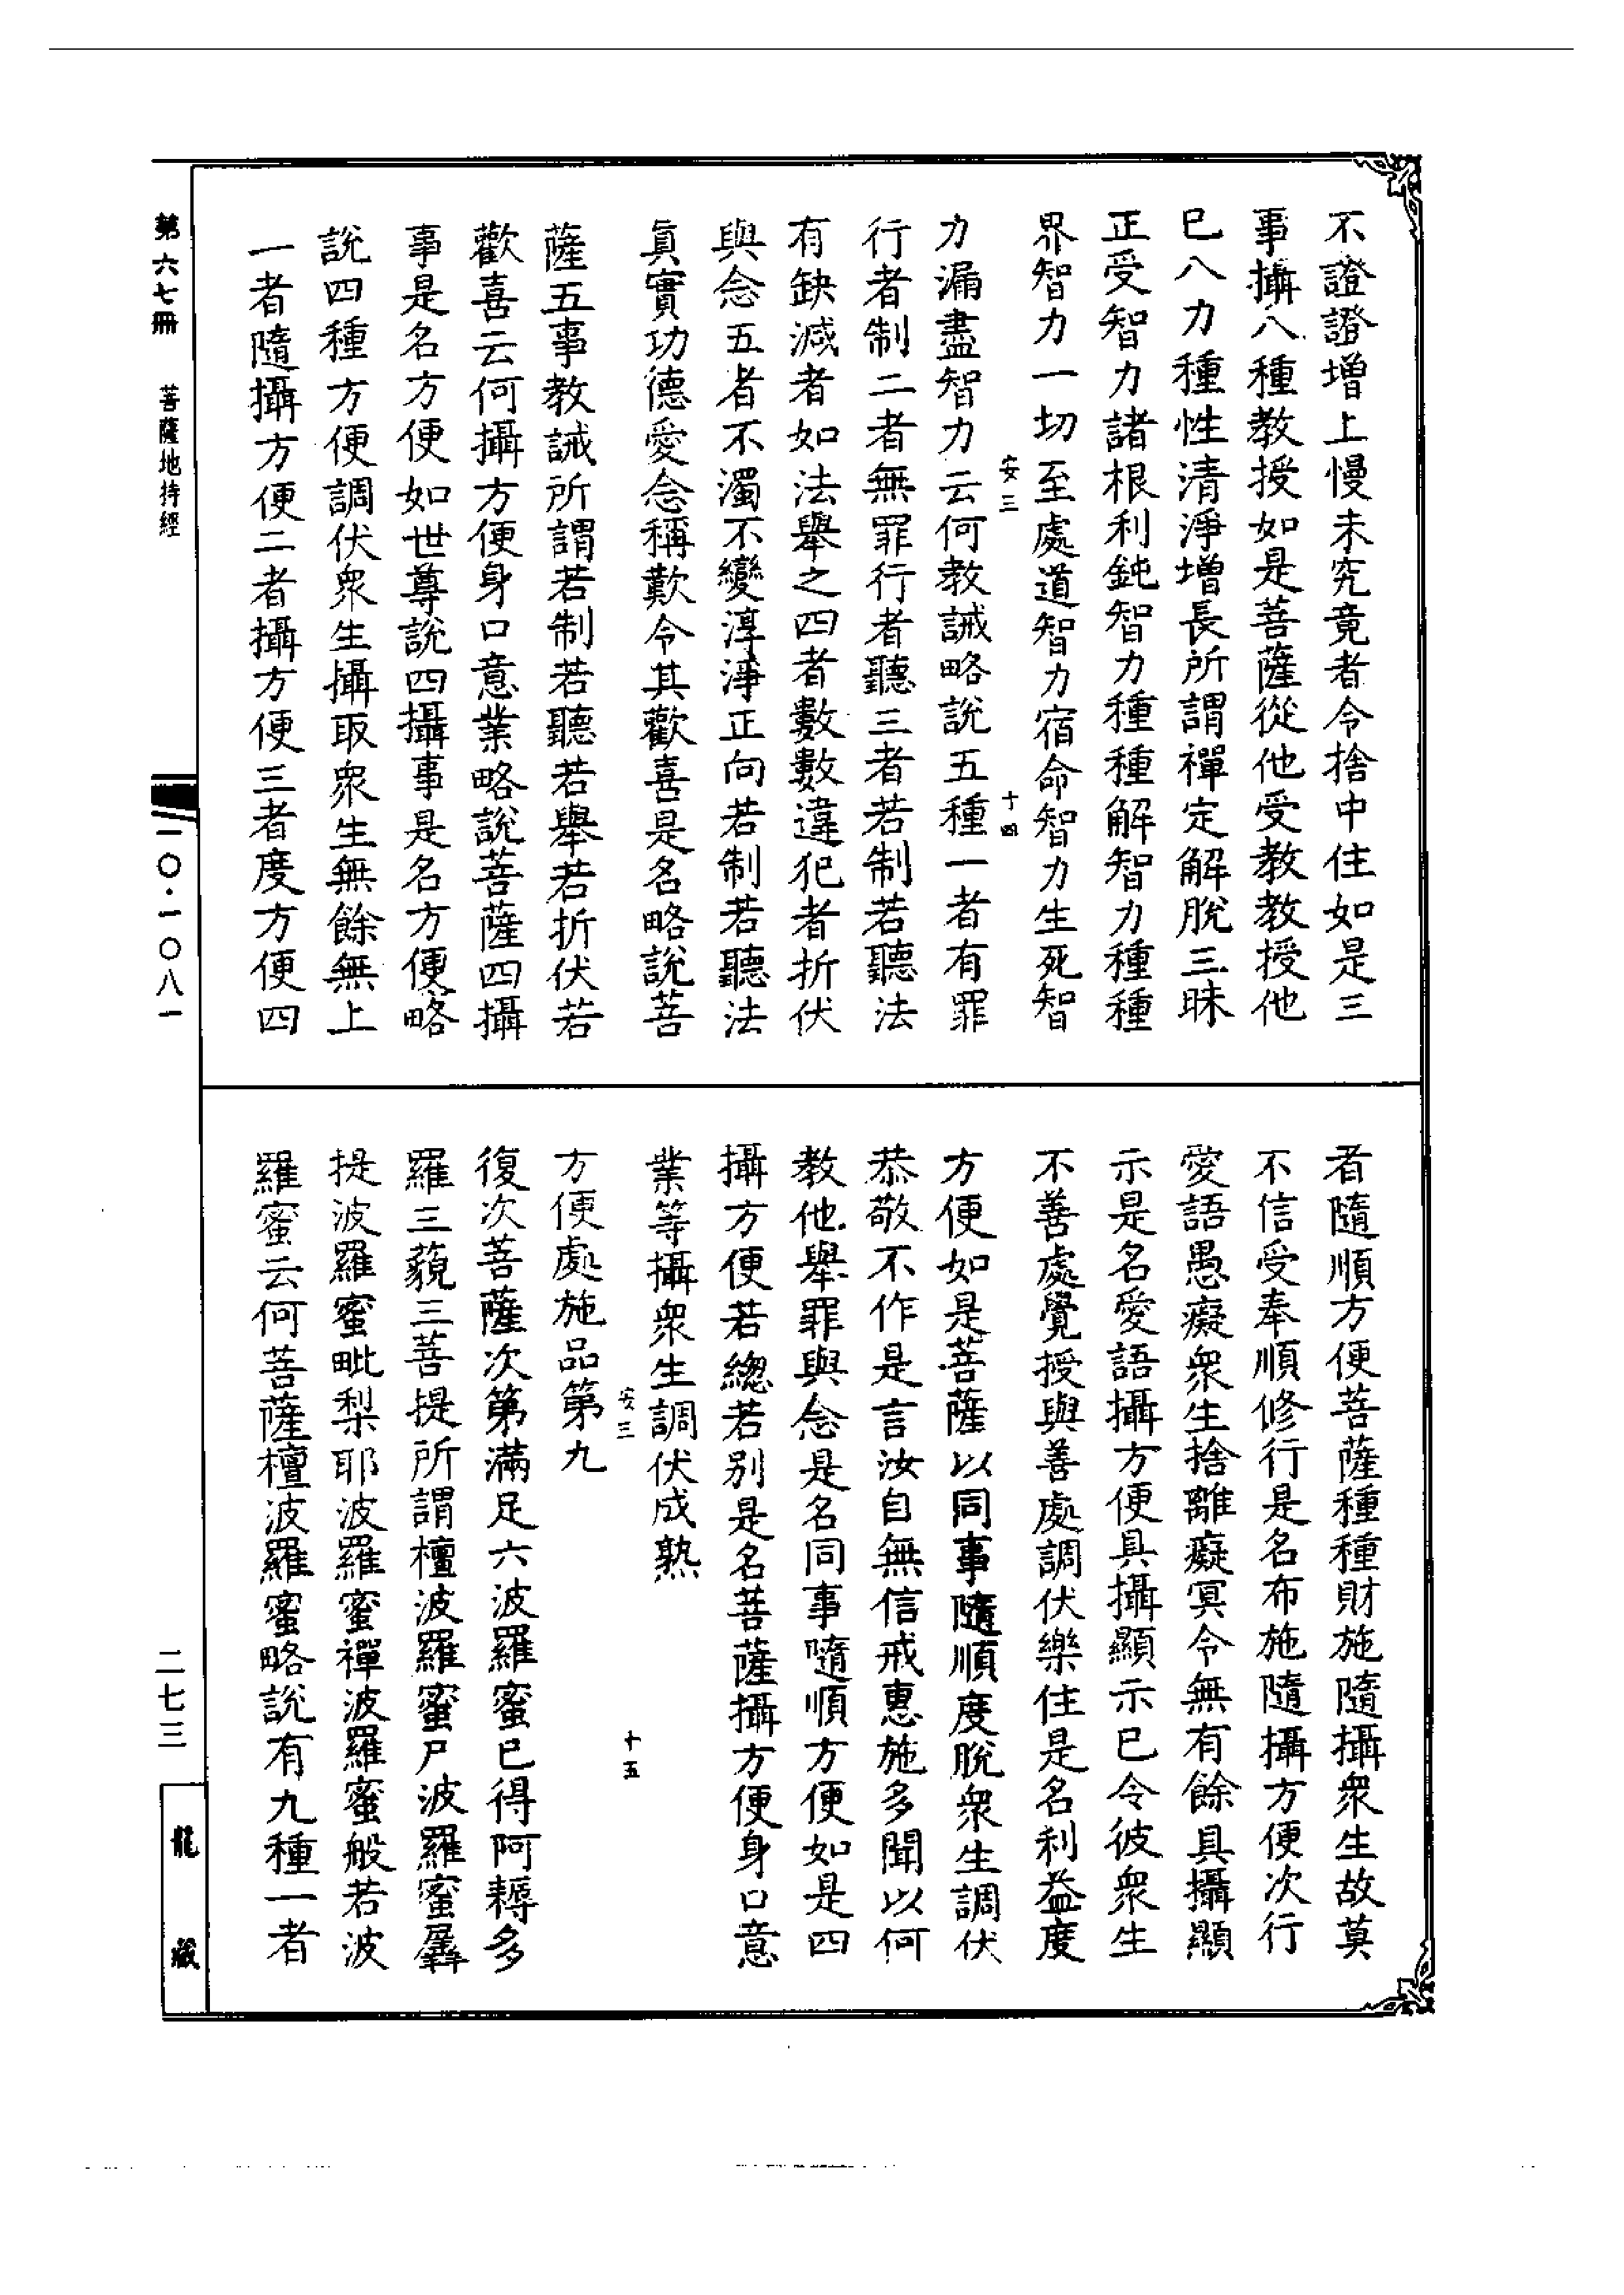 不證證增上慢未究竟者令捨中住如是三
事攝八種教授如是菩薩從他受教教授他
已八力種性清淨增長所謂禪定解脫三昧
正受智力諸根利鈍智力種種解智力種種
界智力一切至處道智力宿命智力生死智
安三
十四
力漏盡智力云何教誡略說五種一者有罪
行者制二者無罪行者聽三者若制若聽法
有缺減者如法舉之四者數數違犯者折伏
與念五者不濁不變淳淨正向若制若聽法
真實功德愛念稱歎令其歡喜是名略說菩
薩五事教誡所謂若制若聽若舉若折伏若
歡喜云何攝方便身口意業略說菩薩四攝
事是名方便如世尊說四攝事是名方便略
說四種方便調伏眾生攝取眾生無餘無上
一者隨攝方便二者攝方便三者度方便四
者隨順方便菩薩種種財施隨攝眾生故莫
不信受奉順修行是名布施隨攝方便次行
愛語愚癡眾生捨離癡冥令無有餘具攝顯
示是名愛語攝方便具攝顯示已令彼眾生
不善處覺授與善處調伏樂住是名利益度
方便如是菩薩以同事隨順度脫眾生調伏
恭敬不作是言汝自無信戒惠施多聞以何
教他舉罪與念是名同事隨順方便如是四
攝方便若總若別是名菩薩攝方便身口意
業等攝眾生調伏成熟
安三
十五
方便處施品第九
復次菩薩次第滿足六波羅蜜已得阿耨多
羅三藐三菩提所謂檀波羅蜜尸波羅蜜羼
提波羅蜜毗梨耶波羅蜜禪波羅蜜般若波
羅蜜云何菩薩檀波羅蜜略說有九種一者
第六七冊
菩薩地持經
一〇·一〇八一
二七三
龍藏